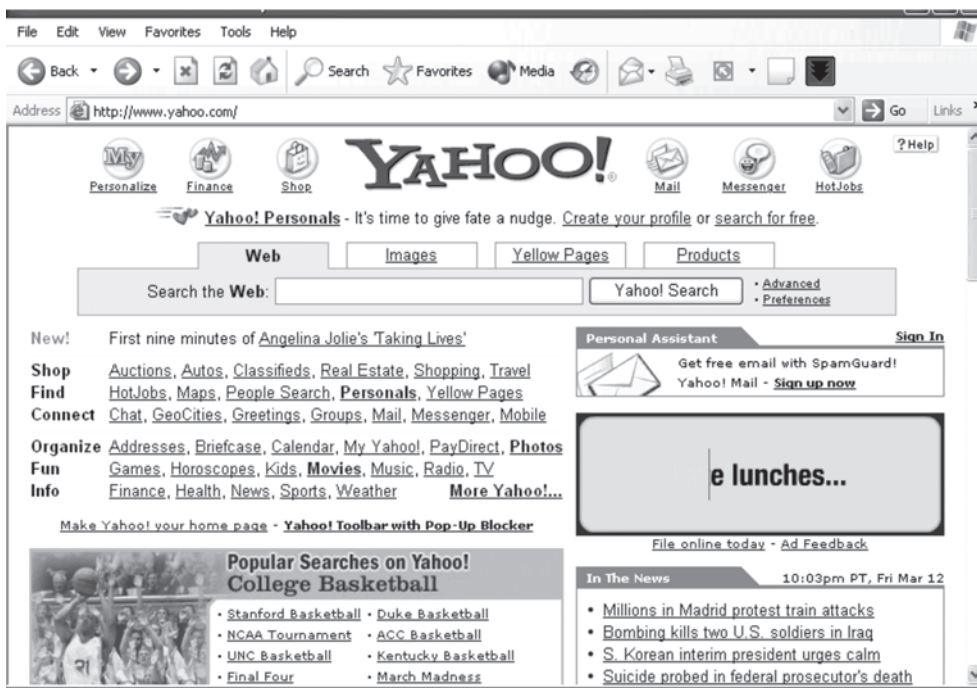 File Edit View Favorites Tools Help
Back Search Favorites Media
Address http://www.yahoo.com/ Go Links
My YAHOO! ? Help
Personalize Finance Shop Mail Messenger HotJobs
Yahoo! Personals - It's time to give fate a nudge. Create your profile or search for free.
Web Images Yellow Pages Products
Search the Web: Yahoo! Search · Advanced
· Preferences
New! First nine minutes of Angelina Jolie's 'Taking Lives'
Shop Auctions, Autos, Classifieds, Real Estate, Shopping, Travel
Find HotJobs, Maps, People Search, Personals, Yellow Pages
Connect Chat, GeoCities, Greetings, Groups, Mail, Messenger, Mobile
Organize Addresses, Briefcase, Calendar, My Yahoo!, PayDirect, Photos
Fun Games, Horoscopes, Kids, Movies, Music, Radio, TV
Info Finance, Health, News, Sports, Weather More Yahoo!...
Make Yahoo! your home page - Yahoo! Toolbar with Pop-Up Blocker
Popular Searches on Yahoo!
College Basketball
· Stanford Basketball · Duke Basketball
· NCAA Tournament · ACC Basketball
· UNC Basketball · Kentucky Basketball
· Final Four · March Madness
21
Personal Assistant Sign In
Get free email with SpamGuard!
Yahoo! Mail - Sign up now
e lunches...
File online today - Ad Feedback
In The News 10:03pm PT, Fri Mar 12
• Millions in Madrid protest train attacks
• Bombing kills two U.S. soldiers in Iraq
• S. Korean interim president urges calm
• Suicide probed in federal prosecutor's death